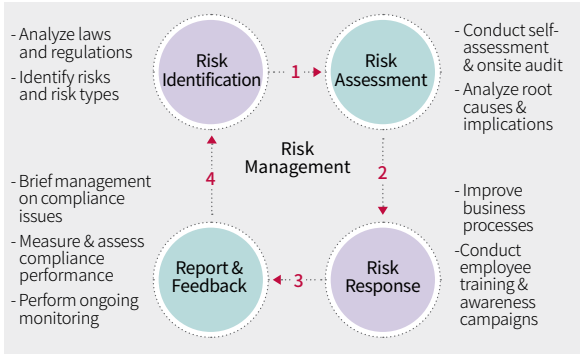 - Analyze laws
and regulations
- Identify risks
and risk types
Risk
Identification
1
Risk
Assessment
- Conduct self-
assessment
& onsite audit
- Analyze root
causes &
implications
Risk
Management
4
2
- Brief management
on compliance
issues
- Measure & assess
compliance
performance
- Perform ongoing
monitoring
Report &
Feedback
3
Risk
Response
- Improve
business
processes
-Conduct
employee
training &
awareness
campaigns